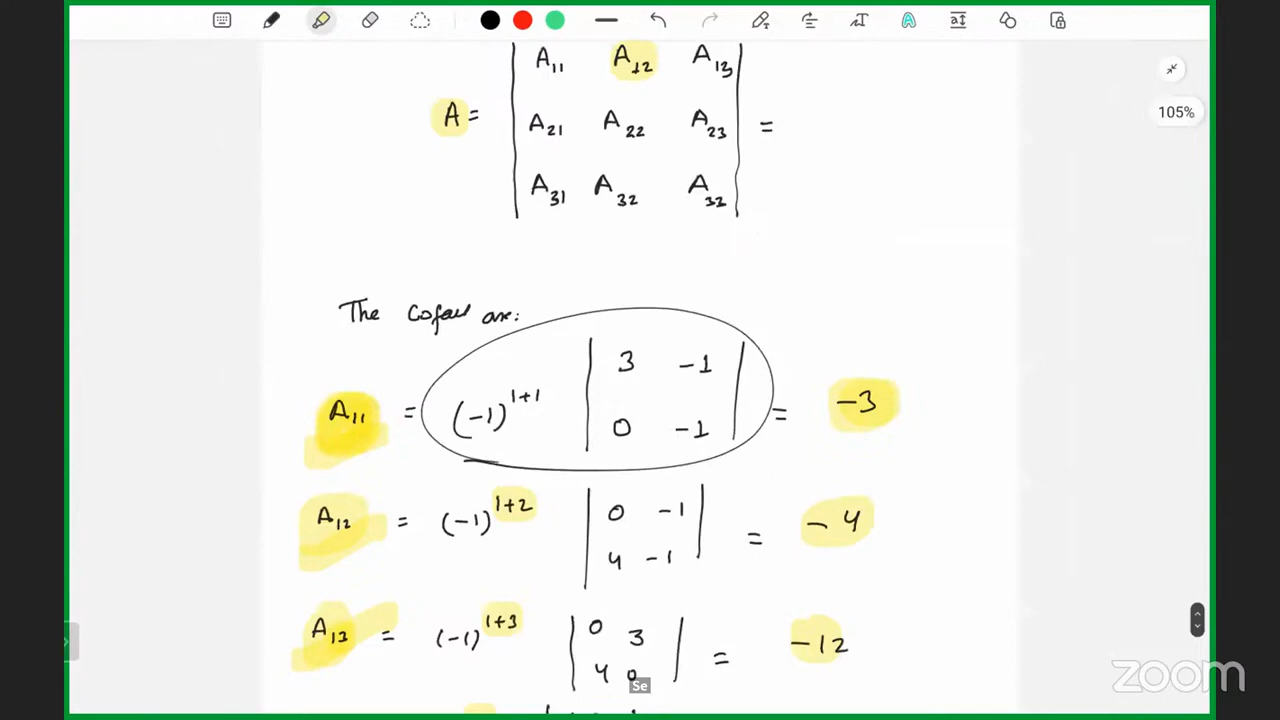 105%
A₁₁ A₁₂ A₁₃
A = A₂₁ A₂₂ A₂₃ =
A₃₁ A₃₂ A₃₂
The are:
3 -1
A₁₁ = (-1)¹⁺¹ = -3
0 -1
0 -1
A₁₂ = (-1)¹⁺² = -4
4 -1
0 3
A₁₃ = (-1)¹⁺³ = -12
4 0
Se
zoom